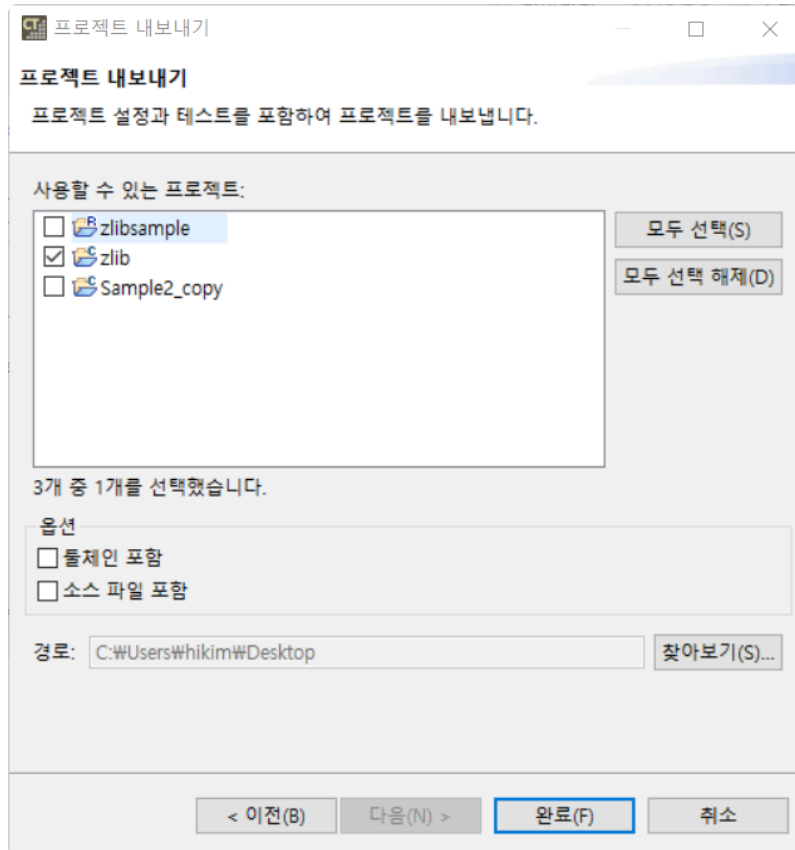 CT 프로젝트 내보내기
프로젝트 내보내기
프로젝트 설정과 테스트를 포함하여 프로젝트를 내보냅니다.
사용할 수 있는 프로젝트:
zlibsample
모두 선택(S)
zlib
모두 선택 해제(D)
Sample2_copy
3개 중 1개를 선택했습니다.
옵션
툴체인 포함
소스 파일 포함
경로: C:₩Users₩hikim₩Desktop 찾아보기(S)...
< 이전(B) 다음(N) > 완료(F) 취소